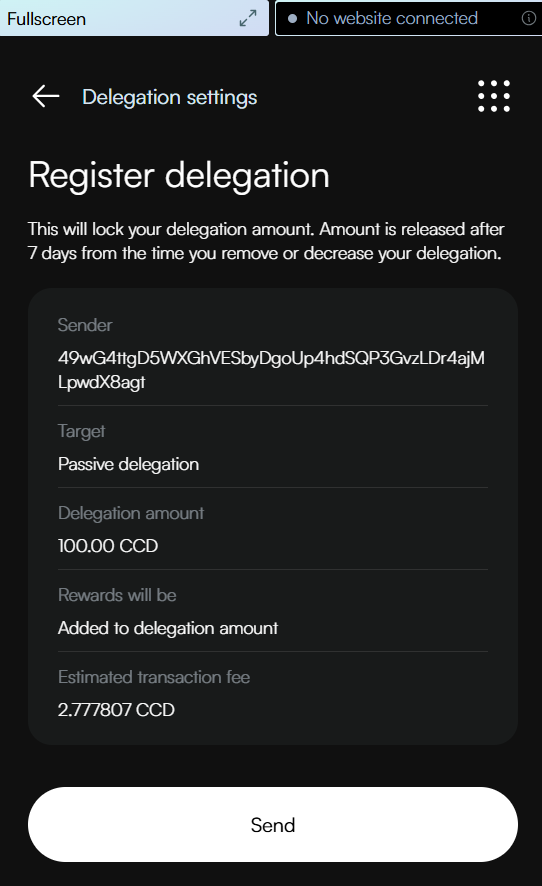 Fullscreen
No website connected
Delegation settings
Register delegation
This will lock your delegation amount. Amount is released after
7 days from the time you remove or decrease your delegation.
Sender
49wG4ttgD5WXGhVESbyDgoUp4hdSQP3GvzLDr4ajM
LpwdX8agt
Target
Passive delegation
Delegation amount
100.00 CCD
Rewards will be
Added to delegation amount
Estimated transaction fee
2.777807 CCD
Send